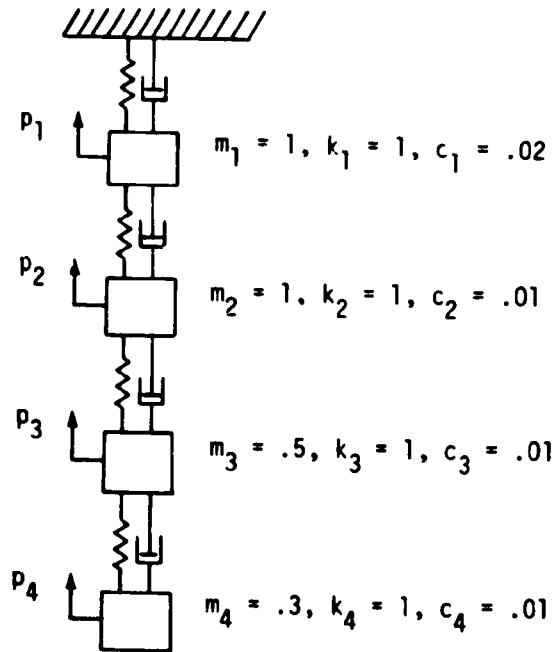 p₁
m₁ = 1, k₁ = 1, c₁ = .02
p₂
m₂ = 1, k₂ = 1, c₂ = .01
p₃
m₃ = .5, k₃ = 1, c₃ = .01
p₄
m₄ = .3, k₄ = 1, c₄ = .01